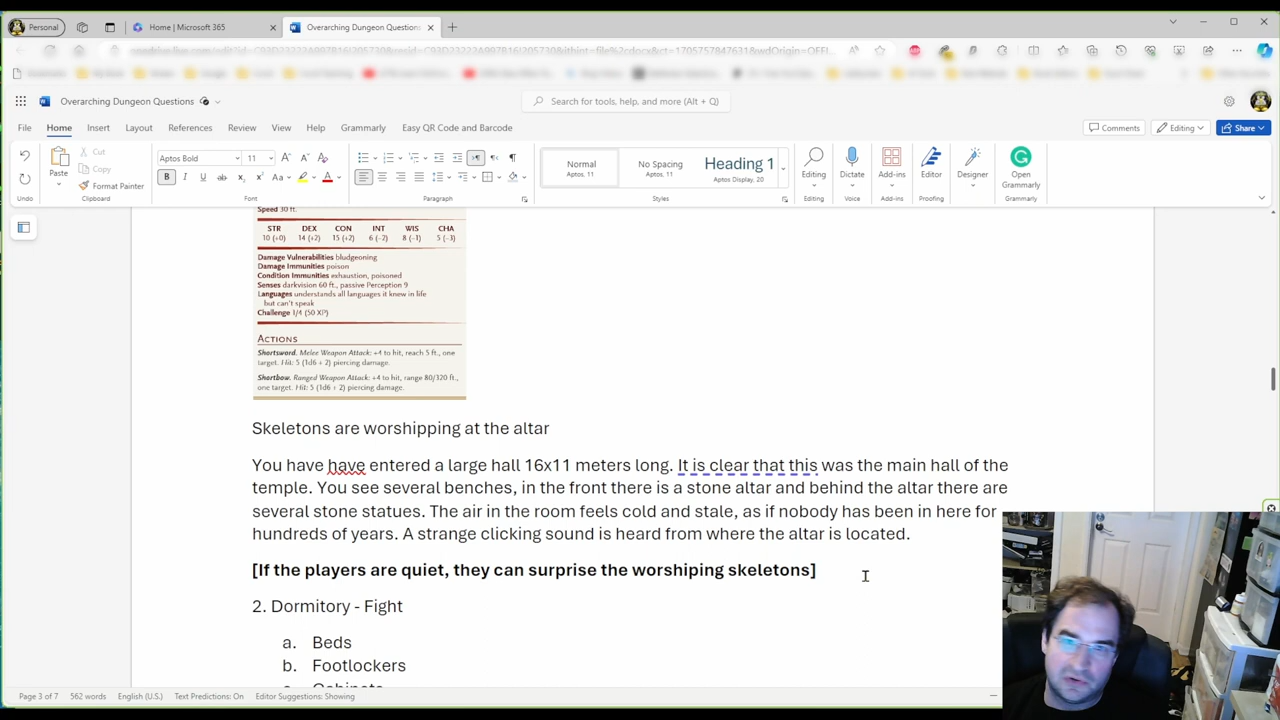 Personal
Home | Microsoft 365
Overarching Dungeon Questions
Overarching Dungeon Questions
Search for tools, help, and more (Alt + Q)
File Home Insert Layout References Review View Help Grammarly Easy QR Code and Barcode
Comments Editing Share
Cut
Copy
Paste
Format Painter
Aptos Bold 11
Normal
Aptos, 11
No Spacing
Aptos, 11
Heading 1
Aptos Display, 20
Editing Dictate Add-ins Editor Designer Open Grammarly
Undo Clipboard Font Paragraph Styles Editing Voice Add-ins Proofing Grammarly
Speed 30 ft.
STR DEX CON INT WIS CHA
10 (+0) 14 (+2) 15 (+2) 6 (−2) 8 (−1) 5 (−3)
Damage Vulnerabilities bludgeoning
Damage Immunities poison
Condition Immunities exhaustion, poisoned
Senses darkvision 60 ft., passive Perception 9
Languages understands all languages it knew in life
but can't speak
Challenge 1/4 (50 XP)
ACTIONS
Shortsword. Melee Weapon Attack: +4 to hit, reach 5 ft., one
target. Hit: 5 (1d6 + 2) piercing damage.
Shortbow. Ranged Weapon Attack: +4 to hit, range 80/320 ft.,
one target. Hit: 5 (1d6 + 2) piercing damage.
Skeletons are worshipping at the altar
You have have entered a large hall 16x11 meters long. It is clear that this was the main hall of the
temple. You see several benches, in the front there is a stone altar and behind the altar there are
several stone statues. The air in the room feels cold and stale, as if nobody has been in here for
hundreds of years. A strange clicking sound is heard from where the altar is located.
[If the players are quiet, they can surprise the worshiping skeletons]
2. Dormitory - Fight
a. Beds
b. Footlockers
Cabinets
Page 3 of 7 562 words English (U.S.) Text Predictions: On Editor Suggestions: Showing